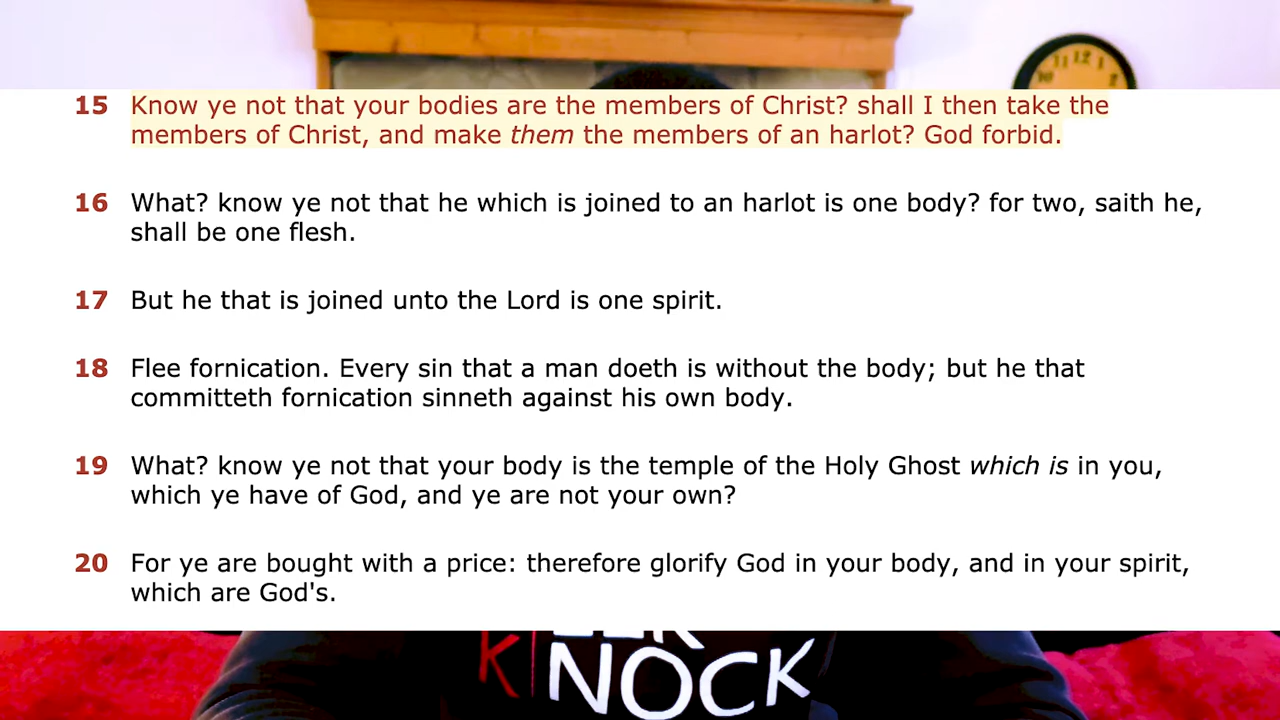 11 12 1
10 2
15 Know ye not that your bodies are the members of Christ? shall I then take the
members of Christ, and make them the members of an harlot? God forbid.
16 What? know ye not that he which is joined to an harlot is one body? for two, saith he,
shall be one flesh.
17 But he that is joined unto the Lord is one spirit.
18 Flee fornication. Every sin that a man doeth is without the body; but he that
committeth fornication sinneth against his own body.
19 What? know ye not that your body is the temple of the Holy Ghost which is in you,
which ye have of God, and ye are not your own?
20 For ye are bought with a price: therefore glorify God in your body, and in your spirit,
which are God's.
K NOCK